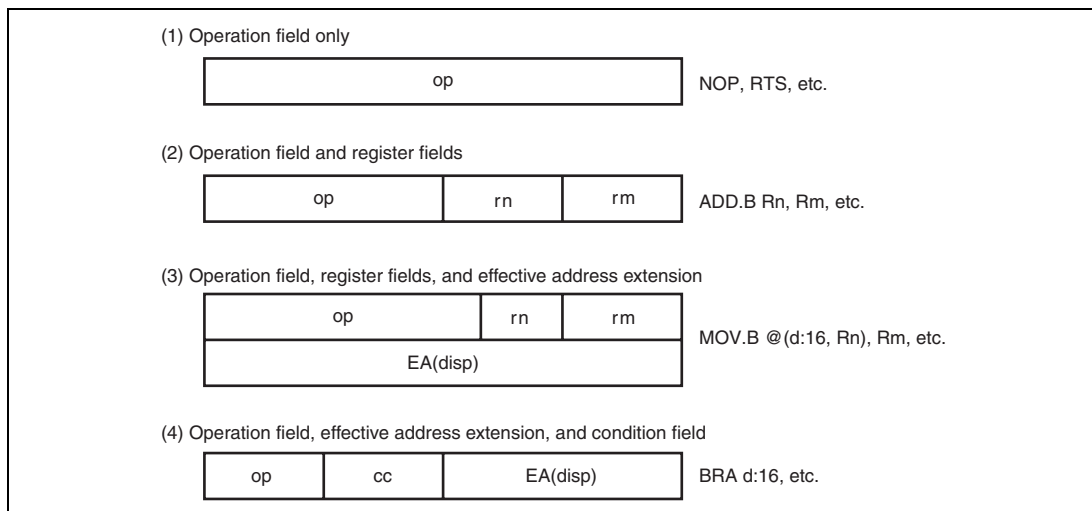 (1) Operation field only
op
NOP, RTS, etc.
(2) Operation field and register fields
op rn rm
ADD.B Rn, Rm, etc.
(3) Operation field, register fields, and effective address extension
op rn rm
EA(disp)
MOV.B @(d:16, Rn), Rm, etc.
(4) Operation field, effective address extension, and condition field
op cc EA(disp)
BRA d:16, etc.